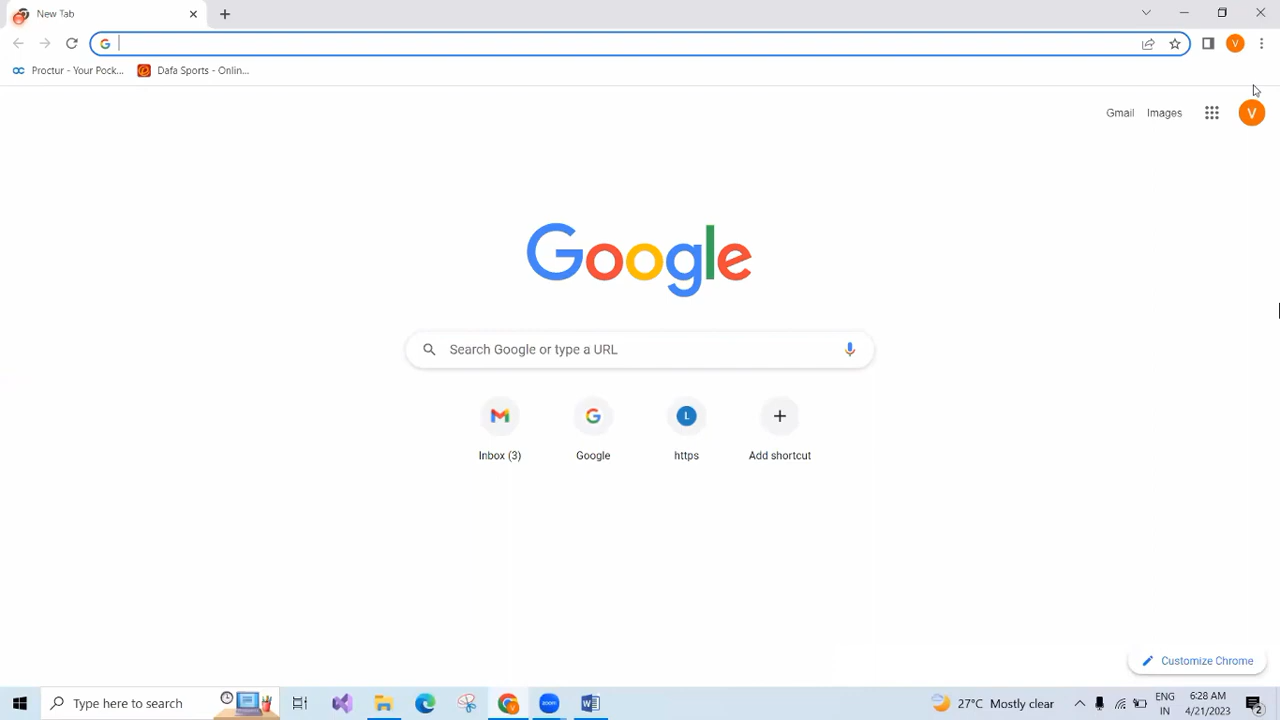 New Tab
Proctur - Your Pock...
Dafa Sports - Onlin...
V
Gmail
Images
V
Google
Search Google or type a URL
L
Inbox (3)
Google
https
Add shortcut
Customize Chrome
Type here to search
zoom
27°C Mostly clear
ENG
IN
6:28 AM
4/21/2023
2